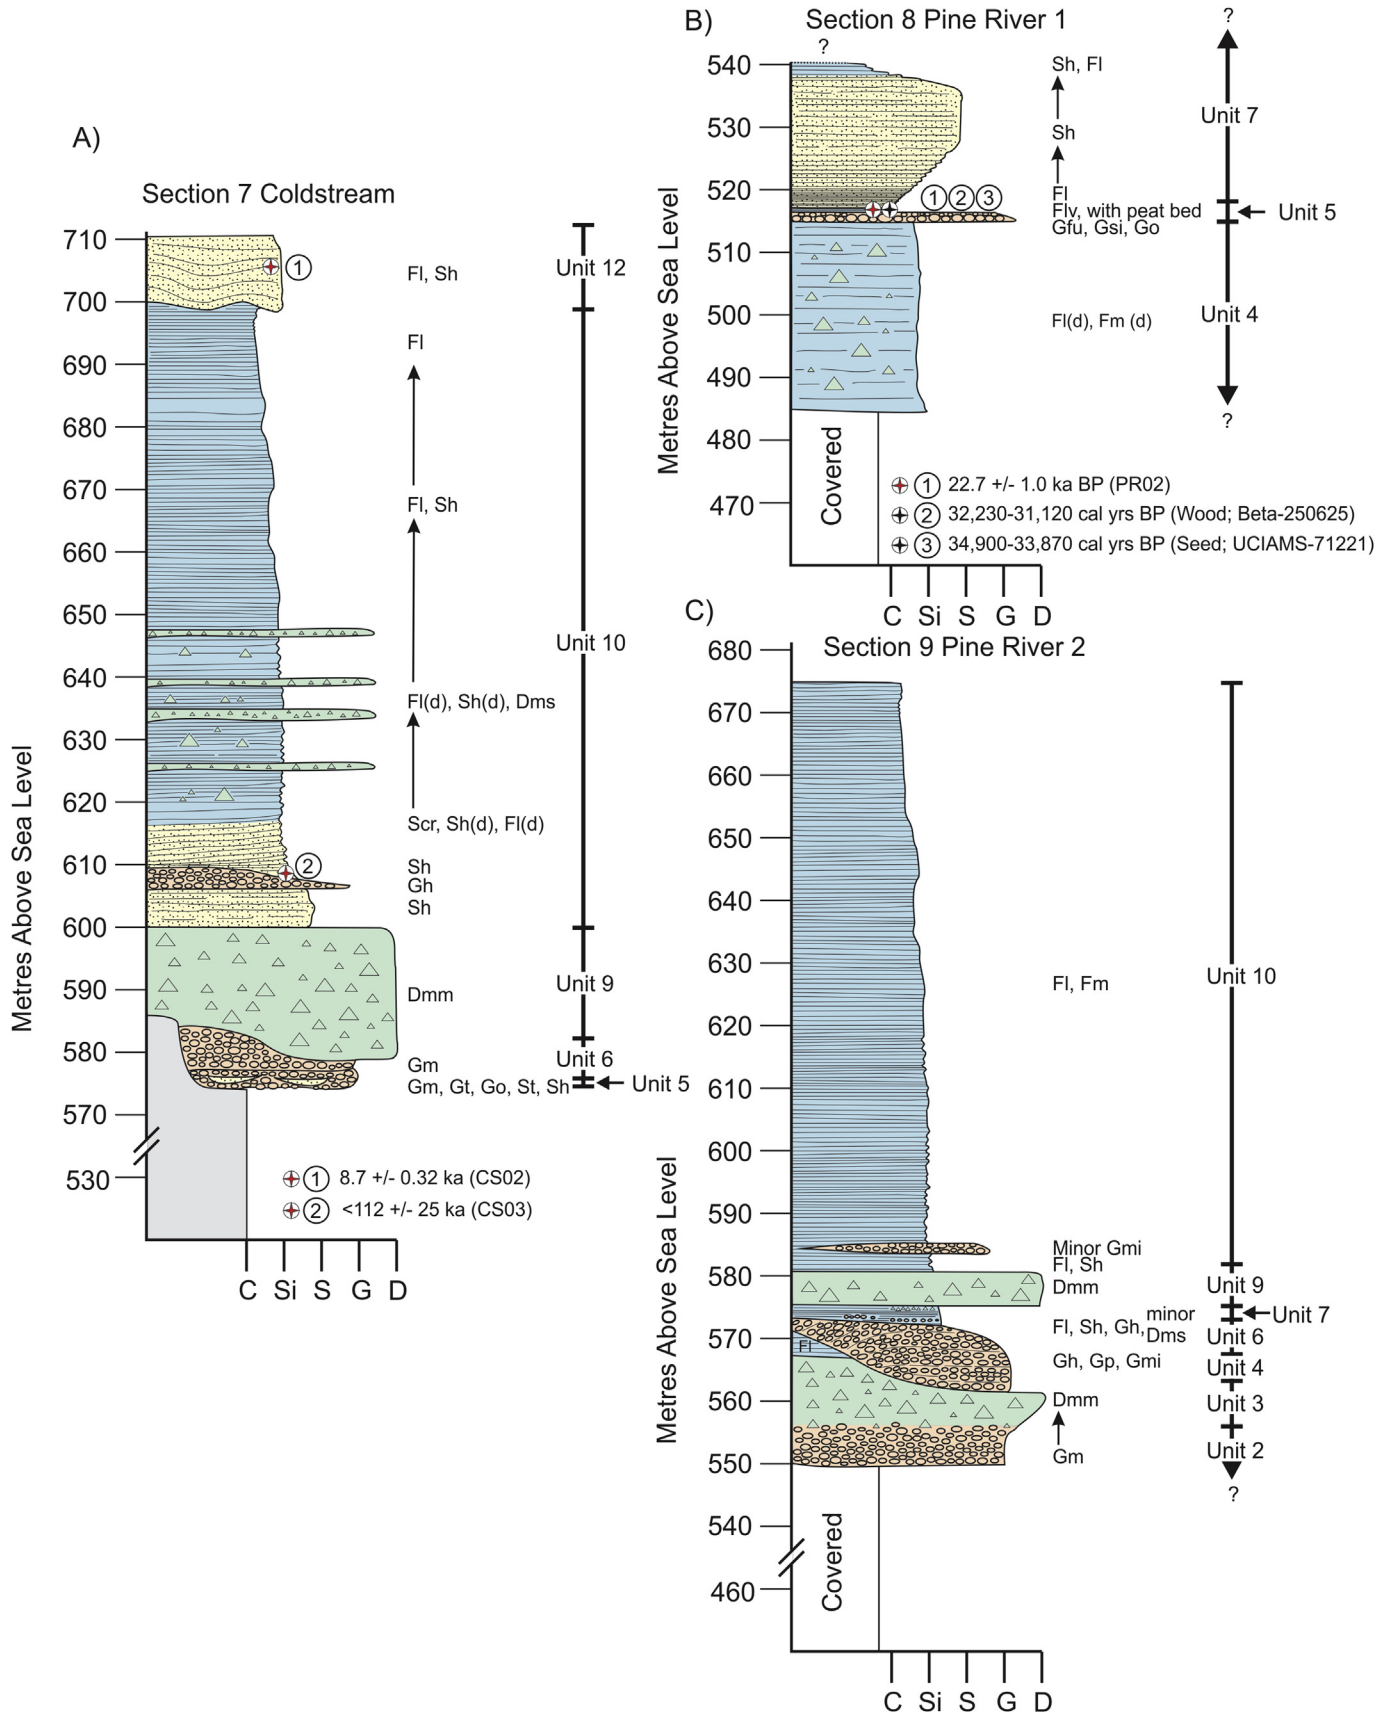 A)
Section 7 Coldstream
Metres Above Sea Level
710
700
690
680
670
660
650
640
630
620
610
600
590
580
570
530
1
2
Fl, Sh
Fl
Fl, Sh
Fl(d), Sh(d), Dms
Scr, Sh(d), Fl(d)
Sh
Gh
Sh
Dmm
Gm
Gm, Gt, Go, St, Sh
Unit 12
Unit 10
Unit 9
Unit 6
Unit 5
1 8.7 +/- 0.32 ka (CS02)
2 <112 +/- 25 ka (CS03)
C Si S G D
B)
Section 8 Pine River 1
?
?
Metres Above Sea Level
540
530
520
510
500
490
480
470
1 2 3
Sh, Fl
Sh
Fl
Flv, with peat bed
Gfu, Gsi, Go
Fl(d), Fm (d)
Unit 7
Unit 5
Unit 4
?
Covered
1 22.7 +/- 1.0 ka BP (PR02)
2 32,230-31,120 cal yrs BP (Wood; Beta-250625)
3 34,900-33,870 cal yrs BP (Seed; UCIAMS-71221)
C Si S G D
C)
Section 9 Pine River 2
Metres Above Sea Level
680
670
660
650
640
630
620
610
600
590
580
570
560
550
540
460
Fl
Fl, Fm
Minor Gmi
Fl, Sh
Dmm
Fl, Sh, Gh, minor Dms
Gh, Gp, Gmi
Dmm
Gm
Unit 10
Unit 9
Unit 7
Unit 6
Unit 4
Unit 3
Unit 2
?
Covered
C Si S G D